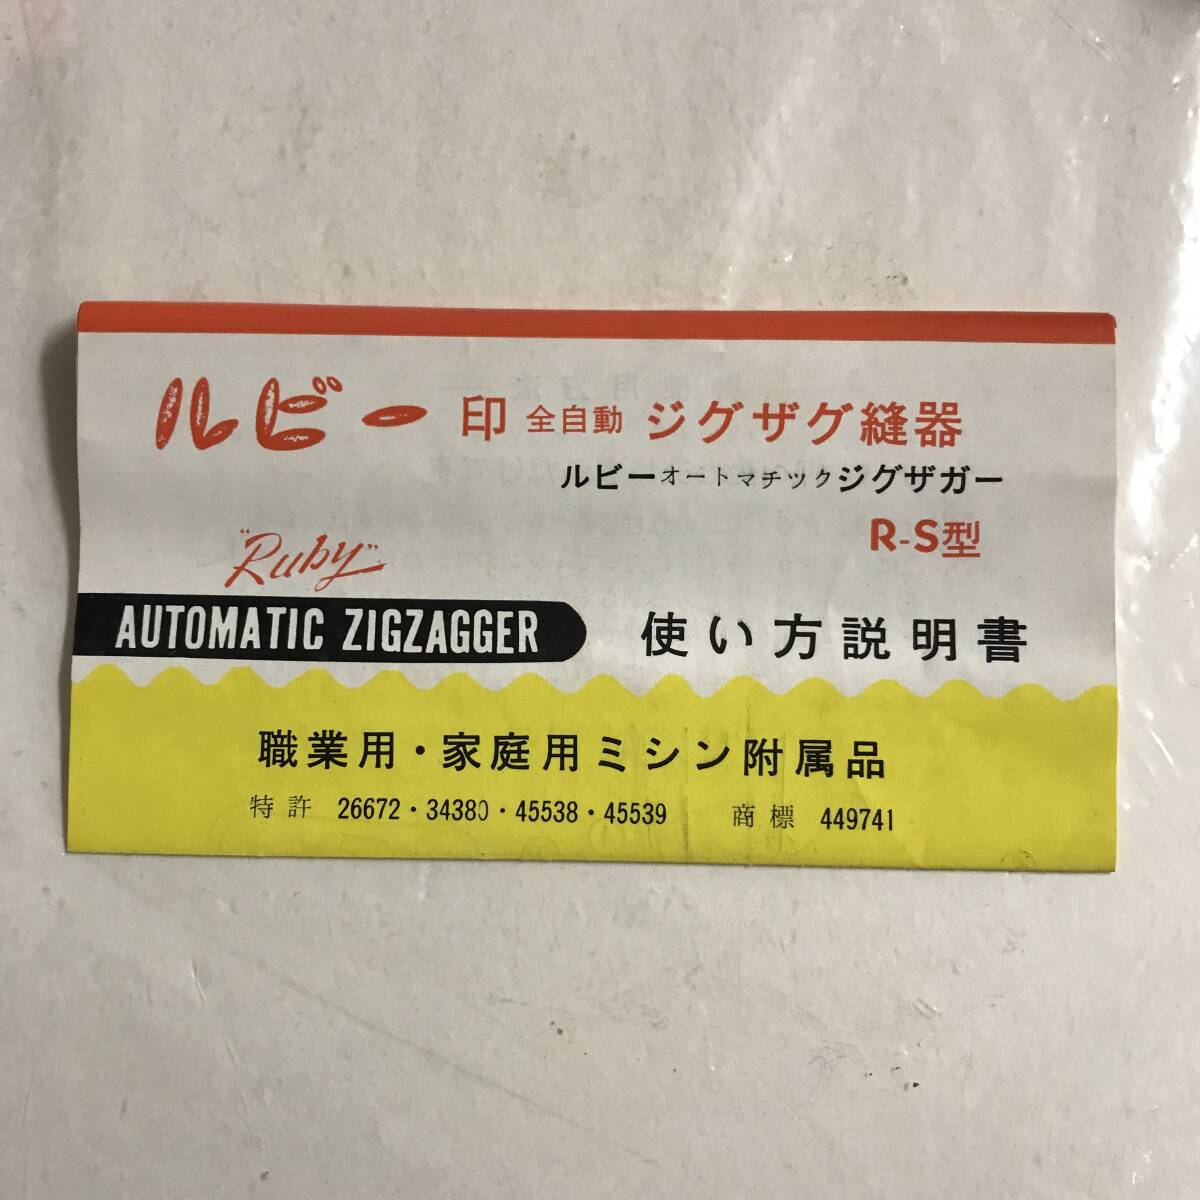 ルビー印 全自動 ジグザグ縫器
ルビーオートマチックジグザガー
R-S型
"Ruby"
AUTOMATIC ZIGZAGGER 使い方説明書
職業用・家庭用ミシン附属品
特許 26672・34380・45538・45539 商標 449741